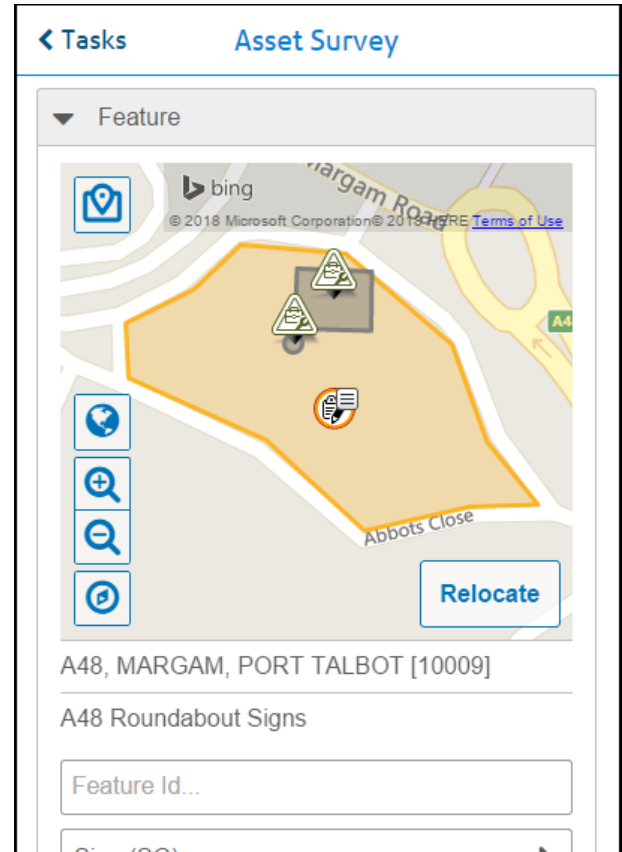 Tasks
Asset Survey
Feature
bing
Margam Road
© 2018 Microsoft Corporation© 2018 HERE Terms of Use
A4
Abbots Close
Relocate
A48, MARGAM, PORT TALBOT [10009]
A48 Roundabout Signs
Feature Id...